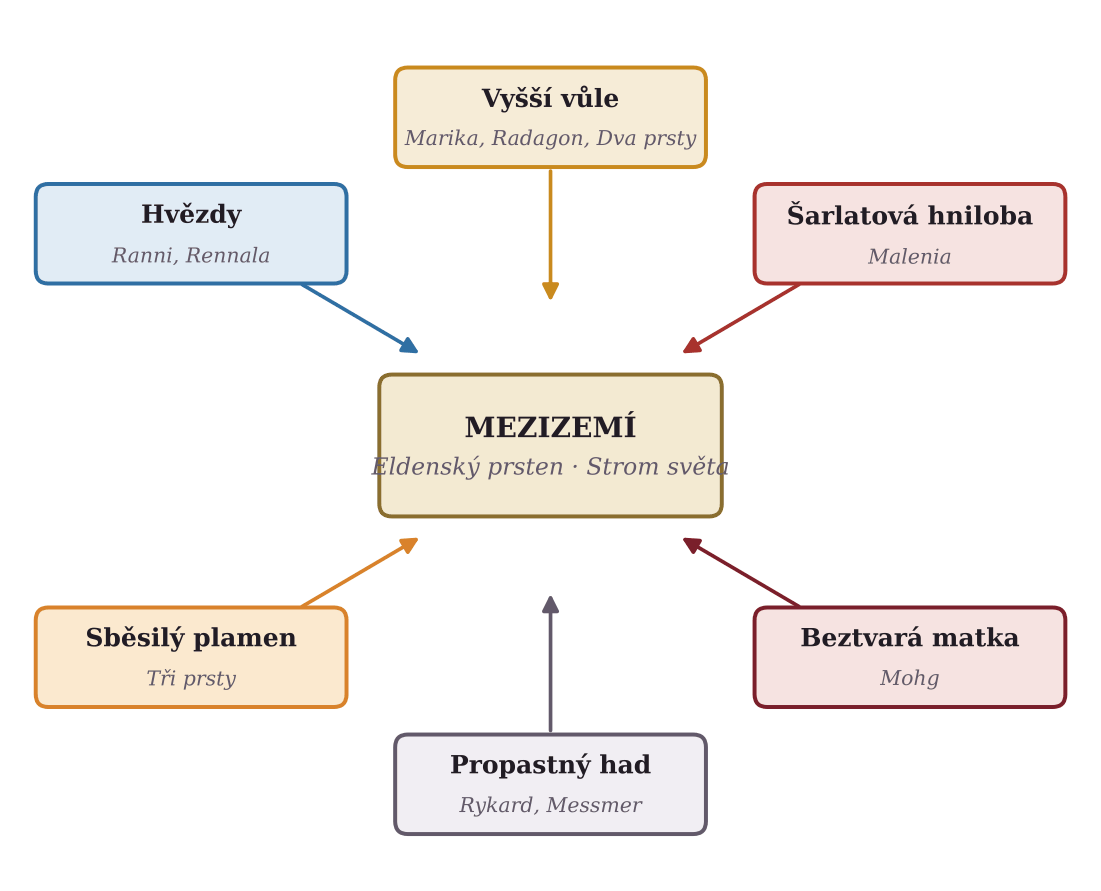 Vyšší vůle
Marika, Radagon, Dva prsty
Hvězdy
Ranni, Rennala
Šarlatová hniloba
Malenia
MEZIZEMÍ
Eldenský prsten · Strom světa
Sběsilý plamen
Tři prsty
Beztvará matka
Mohg
Propastný had
Rykard, Messmer